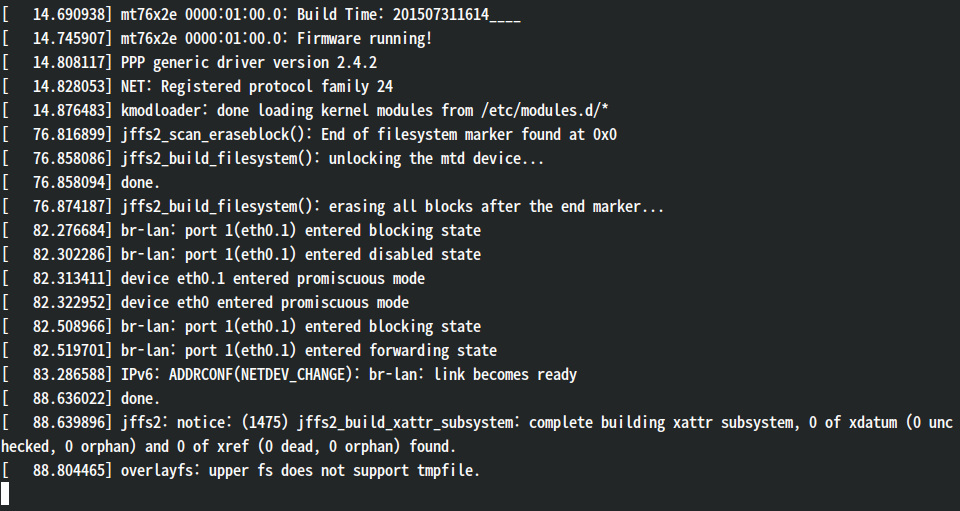 [   14.690938] mt76x2e 0000:01:00.0: Build Time: 201507311614____
[   14.745907] mt76x2e 0000:01:00.0: Firmware running!
[   14.808117] PPP generic driver version 2.4.2
[   14.828053] NET: Registered protocol family 24
[   14.876483] kmodloader: done loading kernel modules from /etc/modules.d/*
[   76.816899] jffs2_scan_eraseblock(): End of filesystem marker found at 0x0
[   76.858086] jffs2_build_filesystem(): unlocking the mtd device...
[   76.858094] done.
[   76.874187] jffs2_build_filesystem(): erasing all blocks after the end marker...
[   82.276684] br-lan: port 1(eth0.1) entered blocking state
[   82.302286] br-lan: port 1(eth0.1) entered disabled state
[   82.313411] device eth0.1 entered promiscuous mode
[   82.322952] device eth0 entered promiscuous mode
[   82.508966] br-lan: port 1(eth0.1) entered blocking state
[   82.519701] br-lan: port 1(eth0.1) entered forwarding state
[   83.286588] IPv6: ADDRCONF(NETDEV_CHANGE): br-lan: link becomes ready
[   88.636022] done.
[   88.639896] jffs2: notice: (1475) jffs2_build_xattr_subsystem: complete building xattr subsystem, 0 of xdatum (0 unc
hecked, 0 orphan) and 0 of xref (0 dead, 0 orphan) found.
[   88.804465] overlayfs: upper fs does not support tmpfile.